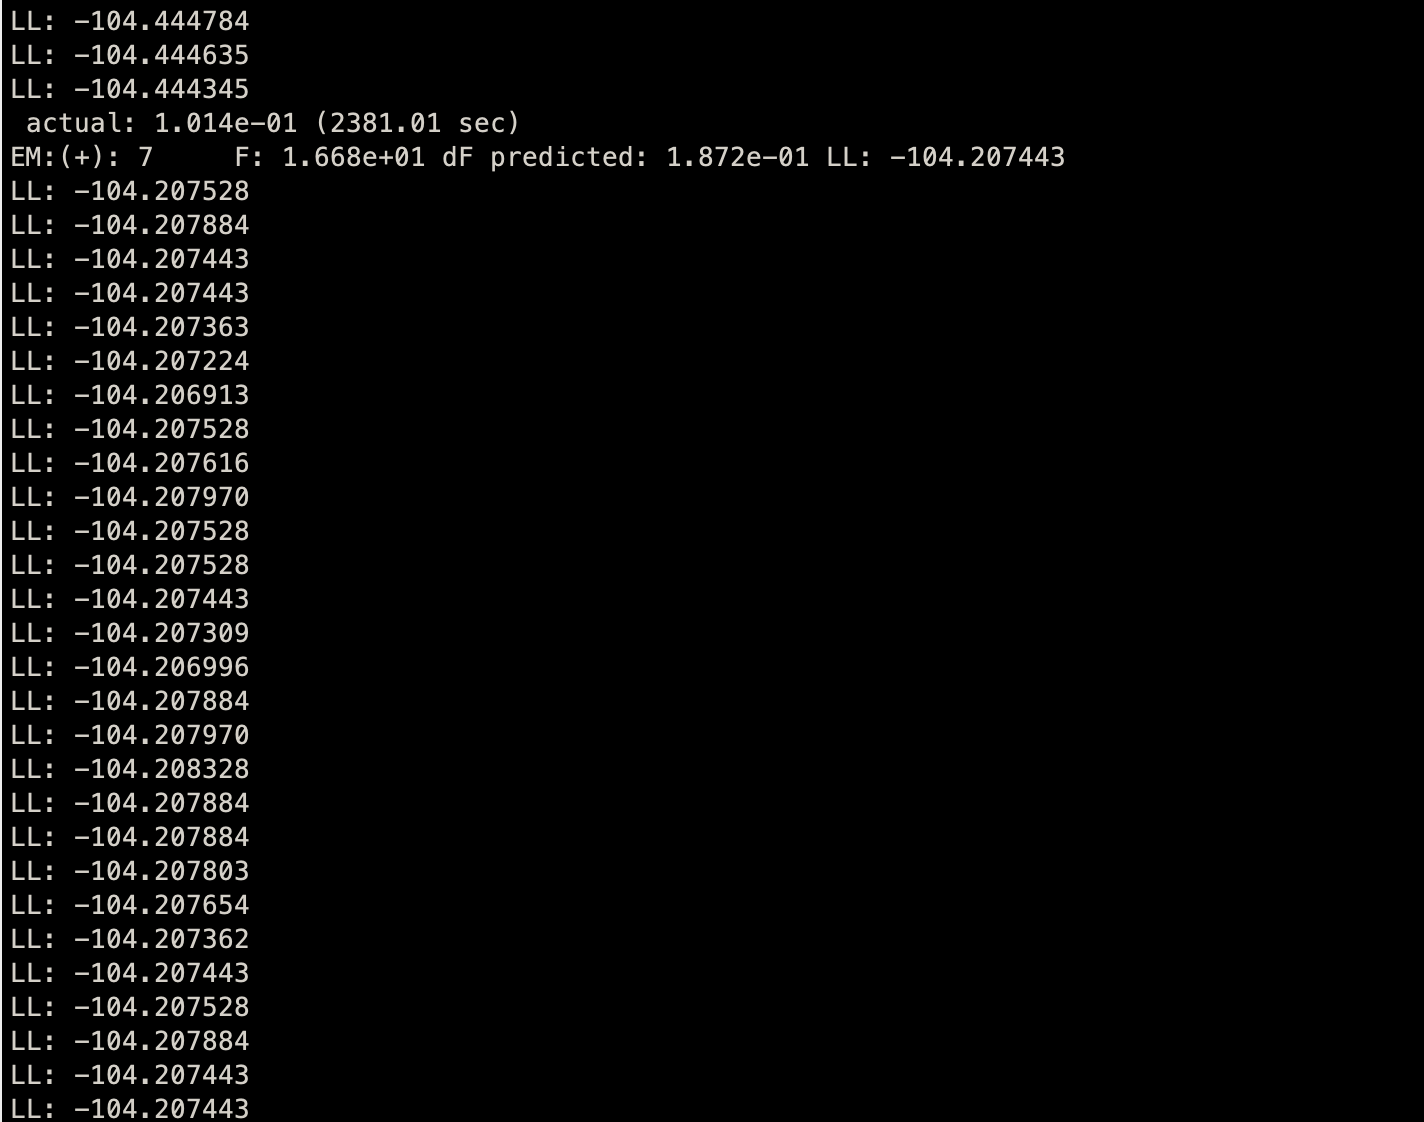 LL: -104.444784
LL: -104.444635
LL: -104.444345
 actual: 1.014e-01 (2381.01 sec)
EM:(+): 7     F: 1.668e+01 dF predicted: 1.872e-01 LL: -104.207443
LL: -104.207528
LL: -104.207884
LL: -104.207443
LL: -104.207443
LL: -104.207363
LL: -104.207224
LL: -104.206913
LL: -104.207528
LL: -104.207616
LL: -104.207970
LL: -104.207528
LL: -104.207528
LL: -104.207443
LL: -104.207309
LL: -104.206996
LL: -104.207884
LL: -104.207970
LL: -104.208328
LL: -104.207884
LL: -104.207884
LL: -104.207803
LL: -104.207654
LL: -104.207362
LL: -104.207443
LL: -104.207528
LL: -104.207884
LL: -104.207443
LL: -104.207443